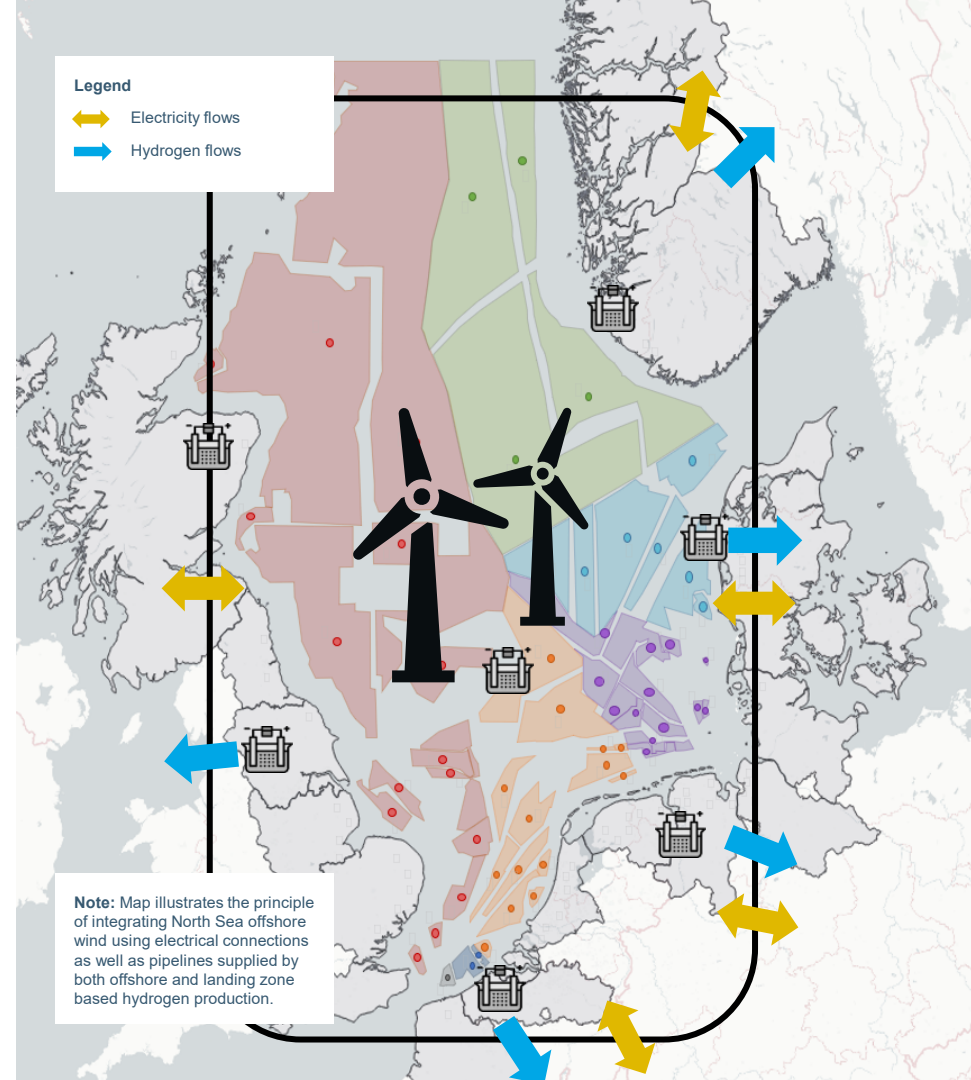 Legend
Electricity flows
Hydrogen flows
Note: Map illustrates the principle
of integrating North Sea offshore
wind using electrical connections
as well as pipelines supplied by
both offshore and landing zone
based hydrogen production.